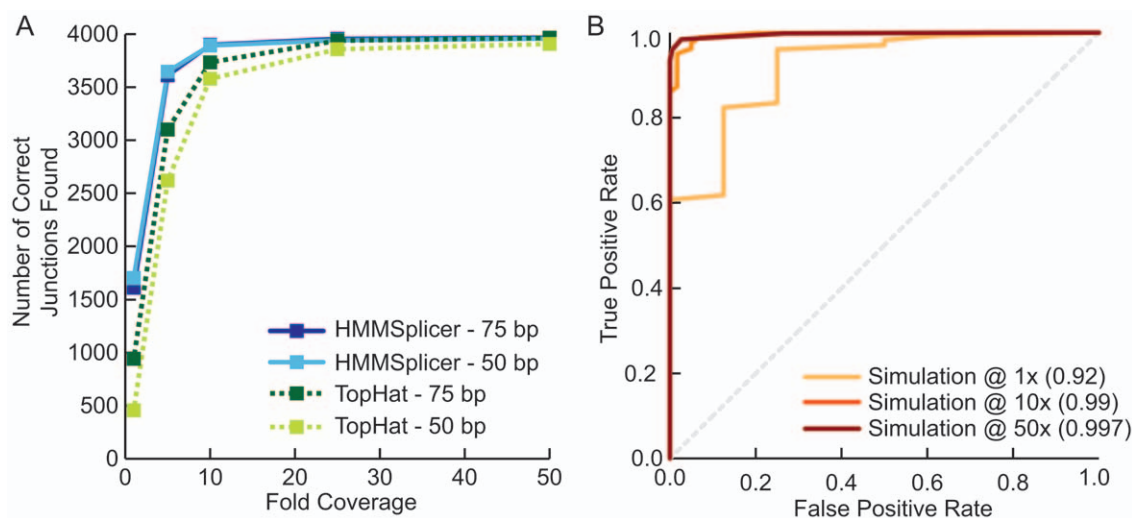 A
Number of Correct
Junctions Found
4000
3500
3000
2500
2000
1500
1000
500
0
0
10
20
30
40
50
Fold Coverage
HMMSplicer - 75 bp
HMMSplicer - 50 bp
TopHat - 75 bp
TopHat - 50 bp
B
True Positive Rate
1.0
0.8
0.6
0.4
0.2
0.0
0.0
0.2
0.4
0.6
0.8
1.0
False Positive Rate
Simulation @ 1x (0.92)
Simulation @ 10x (0.99)
Simulation @ 50x (0.997)